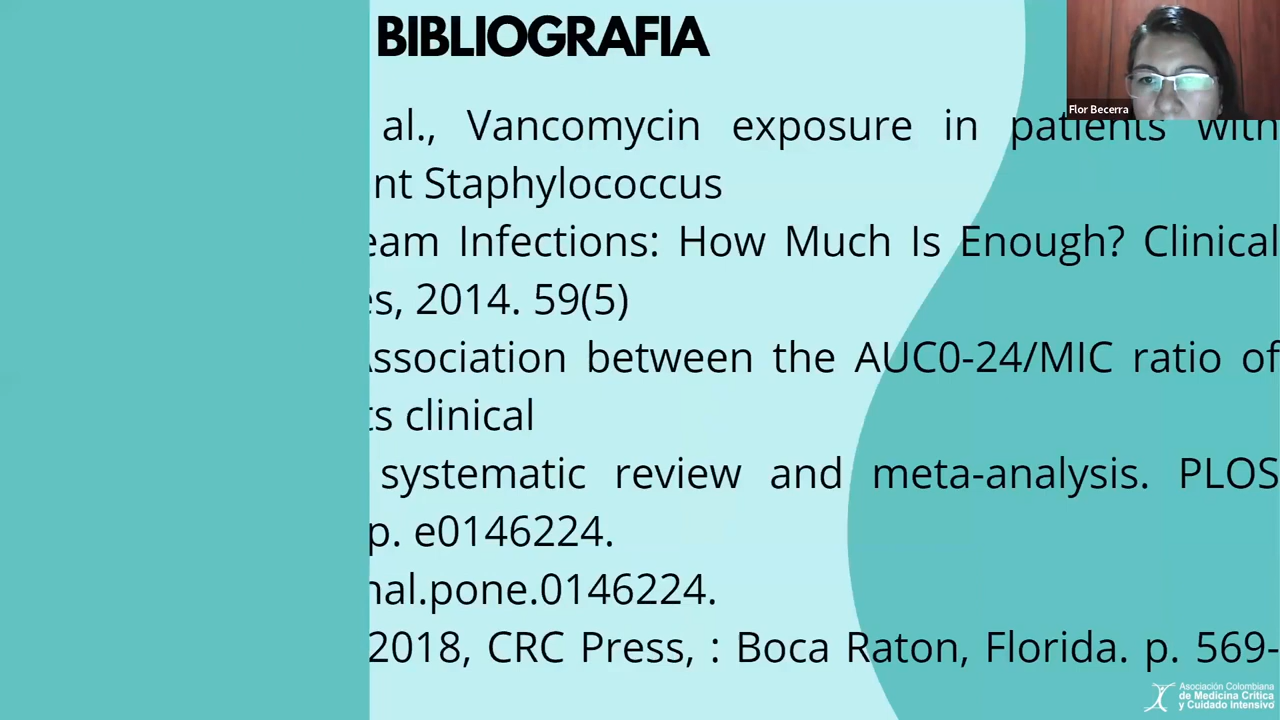 BIBLIOGRAFIA
Flor Becerra
al., Vancomycin exposure in patients with
nt Staphylococcus
eam Infections: How Much Is Enough? Clinical
es, 2014. 59(5)
Association between the AUC0-24/MIC ratio of
ts clinical
systematic review and meta-analysis. PLOS
p. e0146224.
nal.pone.0146224.
2018, CRC Press, : Boca Raton, Florida. p. 569-
Asociación Colombiana
de Medicina Crítica
y Cuidado Intensivo